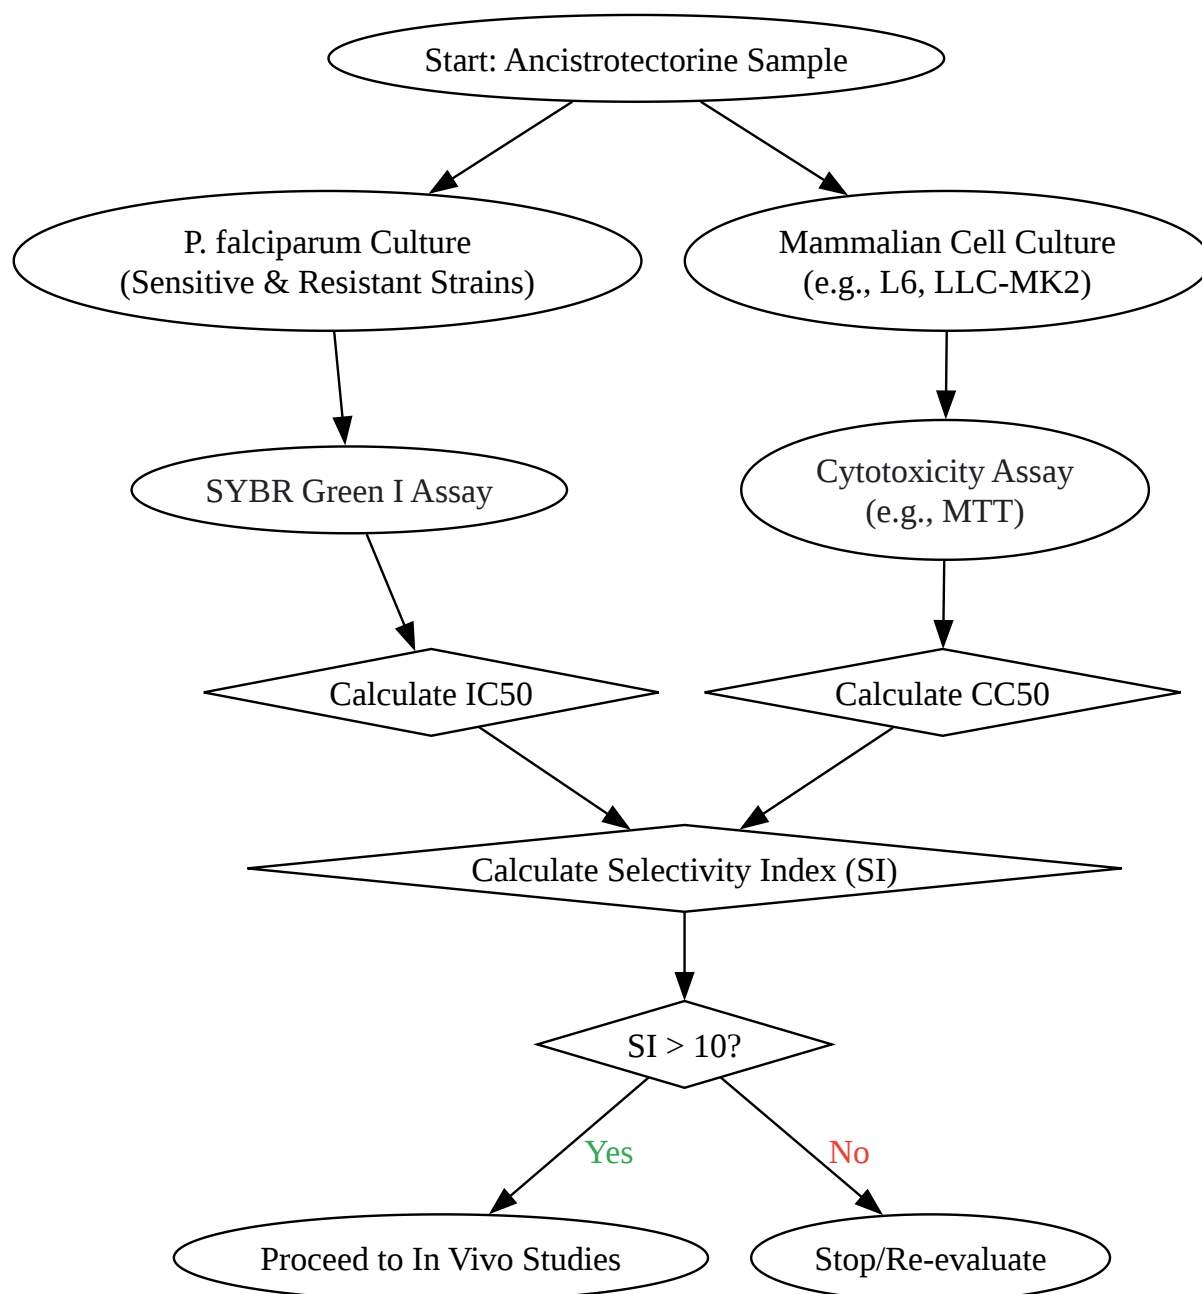 Start: Ancistrotectorine Sample
P. falciparum Culture
(Sensitive & Resistant Strains)
Mammalian Cell Culture
(e.g., L6, LLC-MK2)
SYBR Green I Assay
Cytotoxicity Assay
(e.g., MTT)
Calculate IC50
Calculate CC50
Calculate Selectivity Index (SI)
SI > 10?
Yes
No
Proceed to In Vivo Studies
Stop/Re-evaluate